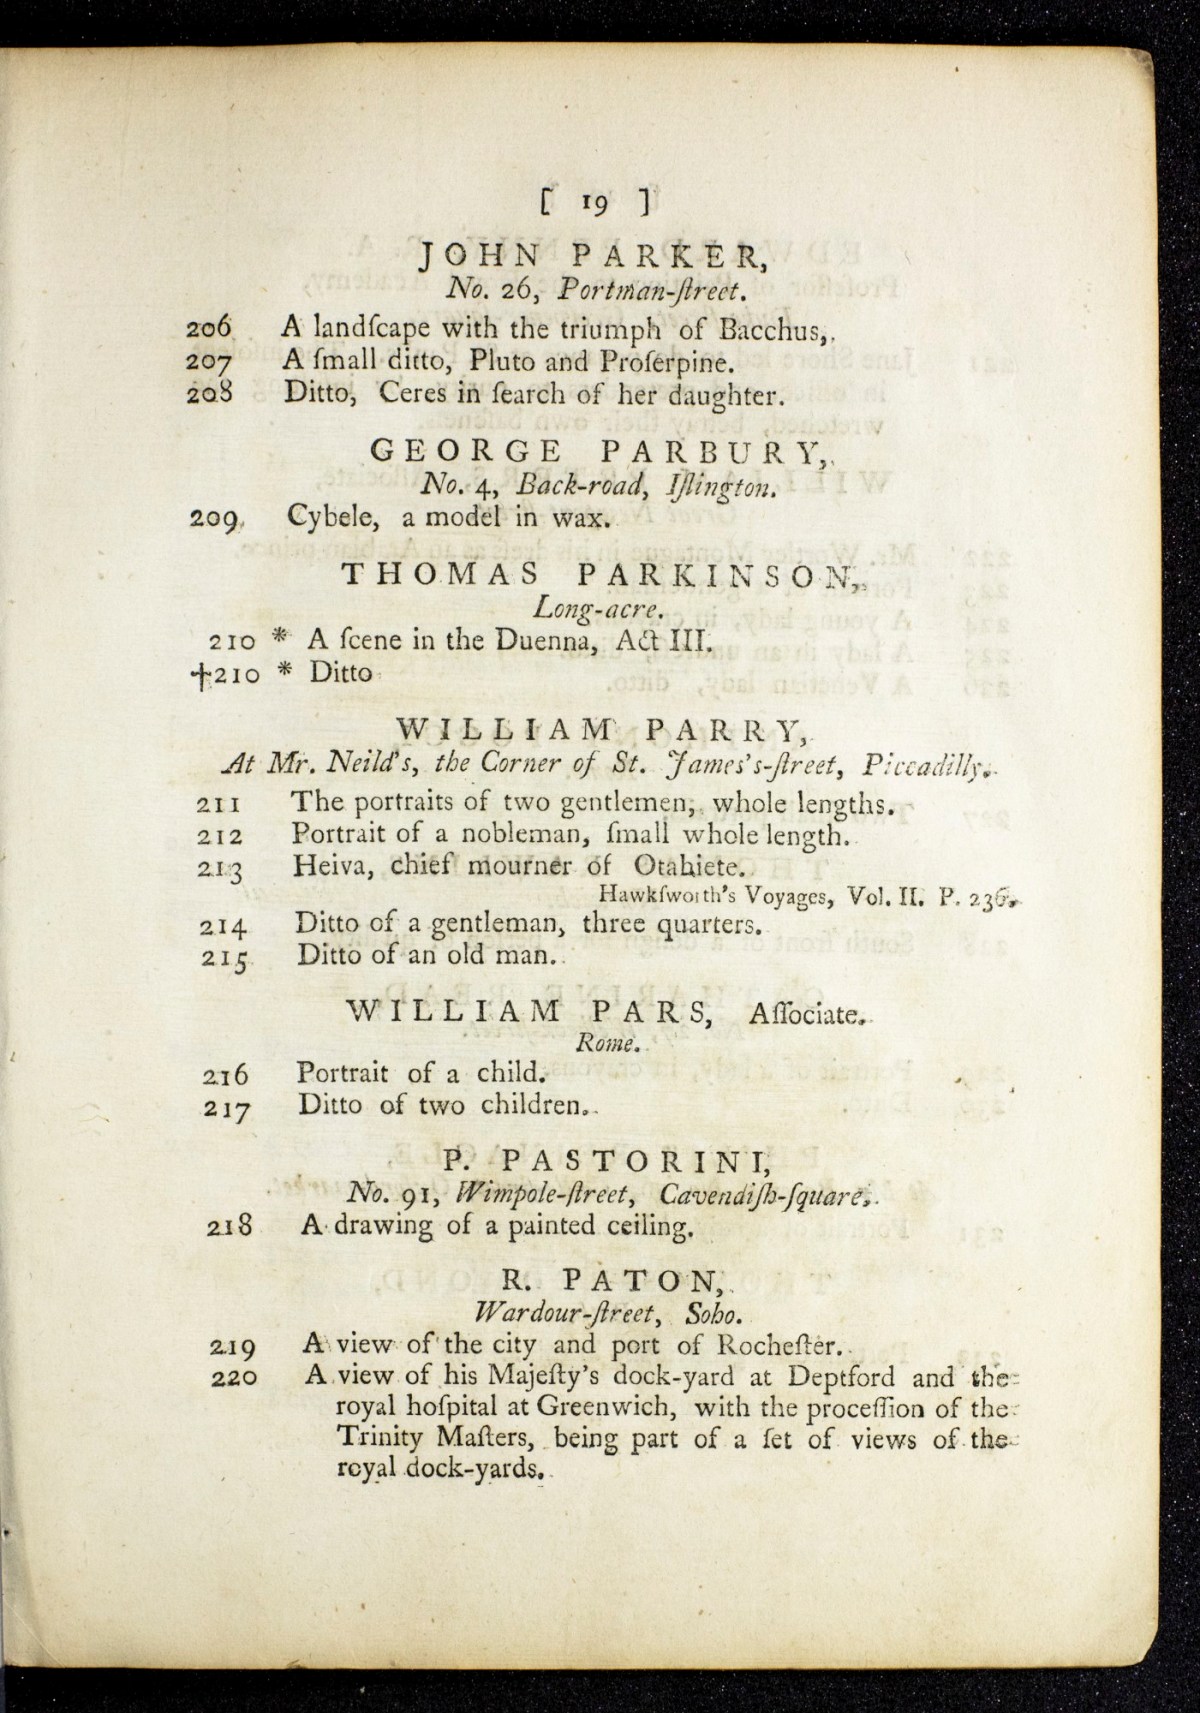 [ 19 ]
JOHN PARKER,
No. 26, Portman-ſtreet.
206 A landſcape with the triumph of Bacchus,
207 A ſmall ditto, Pluto and Proſerpine.
208 Ditto, Ceres in ſearch of her daughter.
GEORGE PARBURY,
No. 4, Back-road, Iſlington.
209 Cybele, a model in wax.
THOMAS PARKINSON,
Long-acre.
210 * A ſcene in the Duenna, Act III.
†210 * Ditto
WILLIAM PARRY,
At Mr. Neild's, the Corner of St. James's-ſtreet, Piccadilly.
211 The portraits of two gentlemen, whole lengths.
212 Portrait of a nobleman, ſmall whole length.
213 Heiva, chief mourner of Otahiete.
Hawkſworth's Voyages, Vol. II. P. 236.
214 Ditto of a gentleman, three quarters.
215 Ditto of an old man.
WILLIAM PARS, Aſſociate.
Rome.
216 Portrait of a child.
217 Ditto of two children.
P. PASTORINI,
No. 91, Wimpole-ſtreet, Cavendiſh-ſquare.
218 A drawing of a painted ceiling.
R. PATON,
Wardour-ſtreet, Soho.
219 A view of the city and port of Rocheſter.
220 A view of his Majeſty's dock-yard at Deptford and the
royal hoſpital at Greenwich, with the proceſſion of the
Trinity Maſters, being part of a ſet of views of the
royal dock-yards.